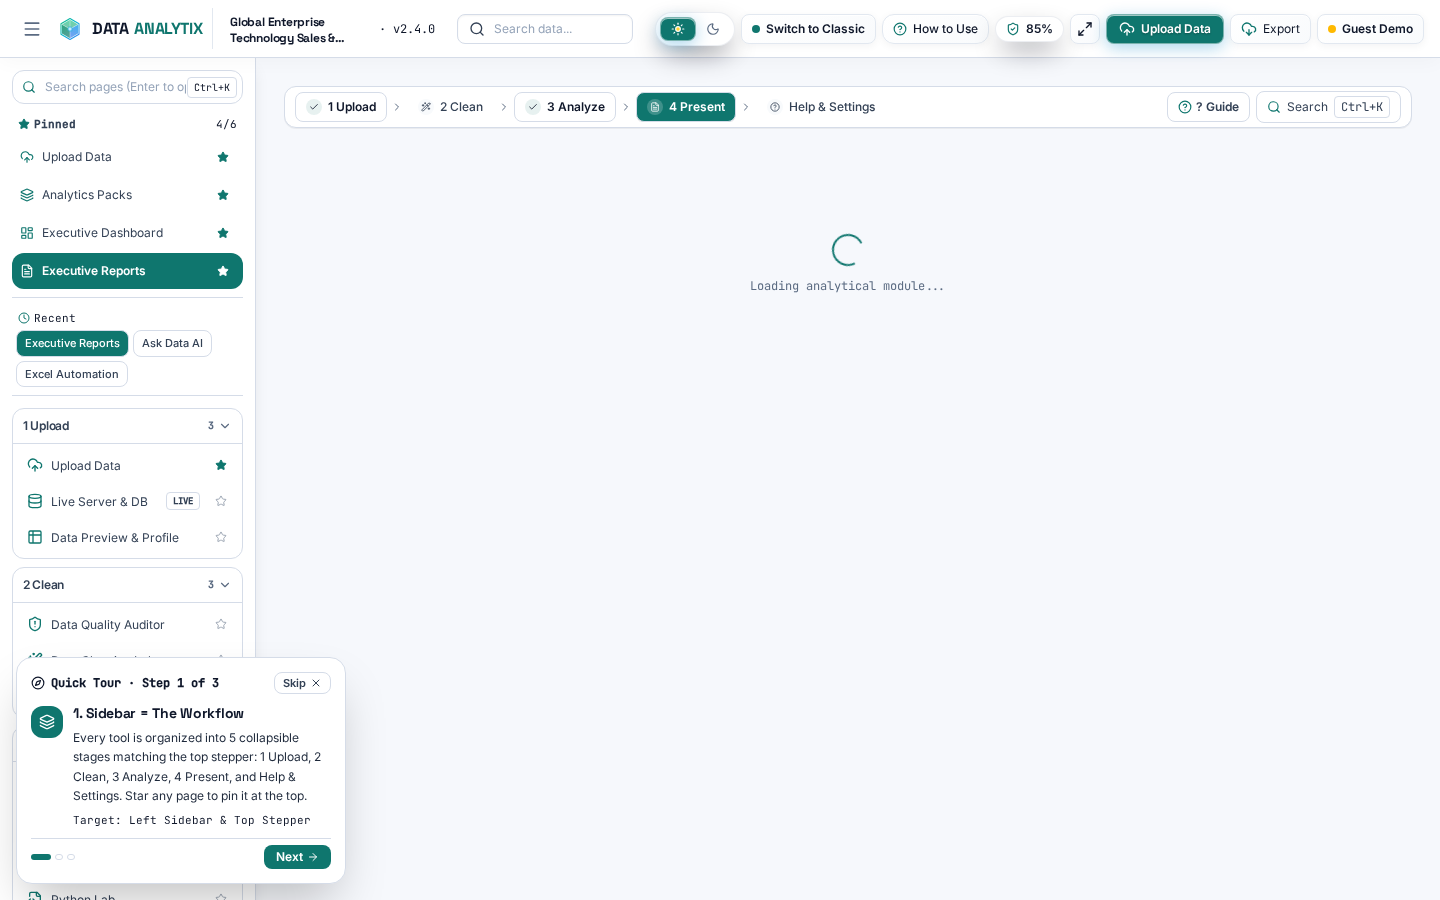 DATA ANALYTIX
Global Enterprise
Technology Sales &...
· v2.4.0
Search data...
Switch to Classic
How to Use
85%
Upload Data
Export
Guest Demo
Search pages (Enter to op
Ctrl+K
Pinned
4/6
Upload Data
Analytics Packs
Executive Dashboard
Executive Reports
Recent
Executive Reports
Ask Data AI
Excel Automation
1 Upload
3
Upload Data
Live Server & DB
LIVE
Data Preview & Profile
2 Clean
3
Data Quality Auditor
1 Upload
2 Clean
3 Analyze
4 Present
Help & Settings
? Guide
Search
Ctrl+K
Loading analytical module...
Quick Tour · Step 1 of 3
Skip
1. Sidebar = The Workflow
Every tool is organized into 5 collapsible
stages matching the top stepper: 1 Upload, 2
Clean, 3 Analyze, 4 Present, and Help &
Settings. Star any page to pin it at the top.
Target: Left Sidebar & Top Stepper
Next
Python Lab